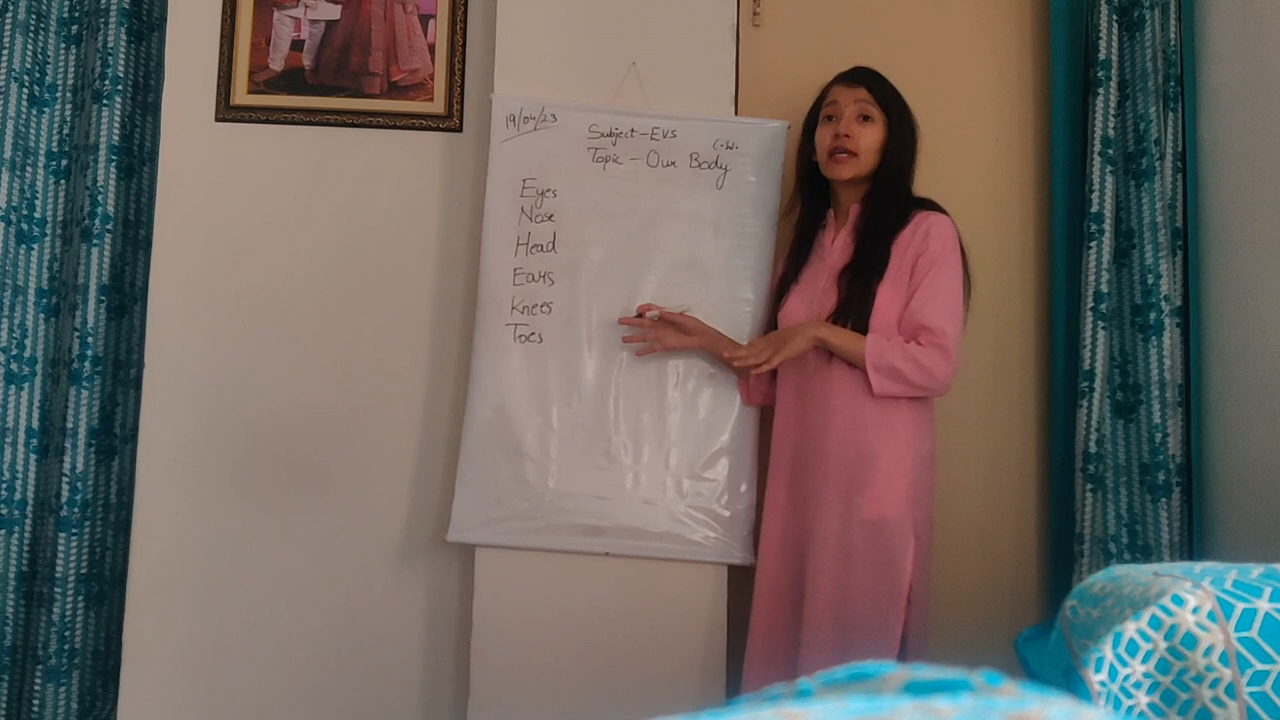 19/04/23
Subject-EVS
C.W.
Topic - Our Body
Eyes
Nose
Head
Ears
Knees
Toes